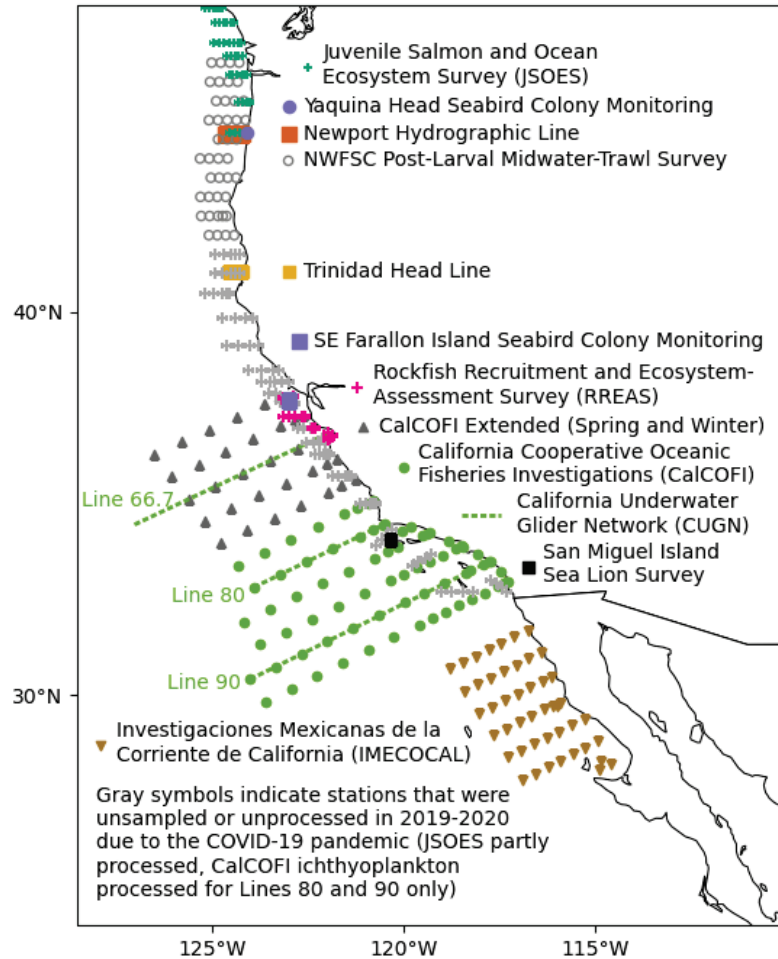 Juvenile Salmon and Ocean
Ecosystem Survey (JSOES)
Yaquina Head Seabird Colony Monitoring
Newport Hydrographic Line
NWFSC Post-Larval Midwater-Trawl Survey
Trinidad Head Line
40°N
SE Farallon Island Seabird Colony Monitoring
Rockfish Recruitment and Ecosystem-
Assessment Survey (RREAS)
CalCOFI Extended (Spring and Winter)
California Cooperative Oceanic
Fisheries Investigations (CalCOFI)
Line 66.7
California Underwater
Glider Network (CUGN)
San Miguel Island
Sea Lion Survey
Line 80
Line 90
30°N
Investigaciones Mexicanas de la
Corriente de California (IMECOCAL)
Gray symbols indicate stations that were
unsampled or unprocessed in 2019-2020
due to the COVID-19 pandemic (JSOES partly
processed, CalCOFI ichthyoplankton
processed for Lines 80 and 90 only)
125°W
120°W
115°W